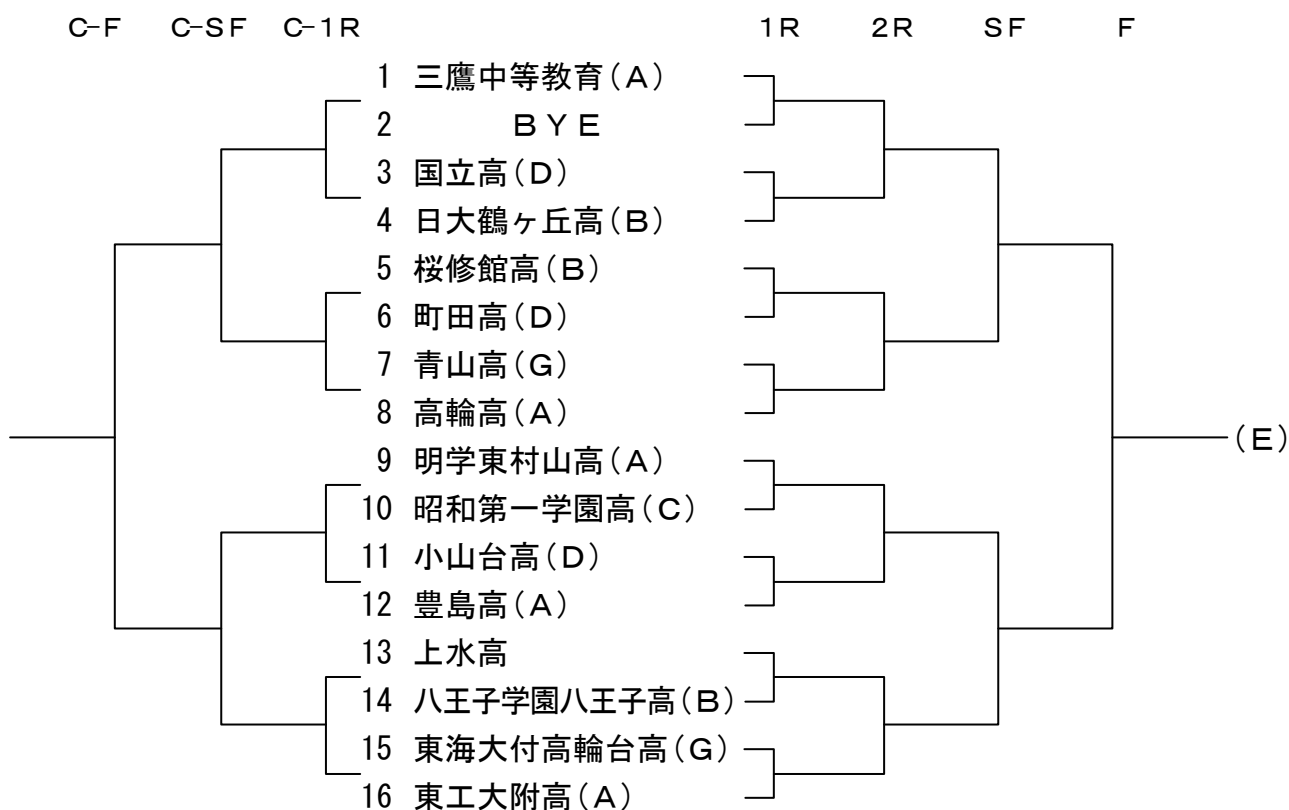 C-F C-SF C-1R 1R 2R SF F
1 三鷹中等教育(A)
2 BYE
3 国立高(D)
4 日大鶴ヶ丘高(B)
5 桜修館高(B)
6 町田高(D)
7 青山高(G)
8 高輪高(A)
(E)
9 明学東村山高(A)
10 昭和第一学園高(C)
11 小山台高(D)
12 豊島高(A)
13 上水高
14 八王子学園八王子高(B)
15 東海大付高輪台高(G)
16 東工大附高(A)